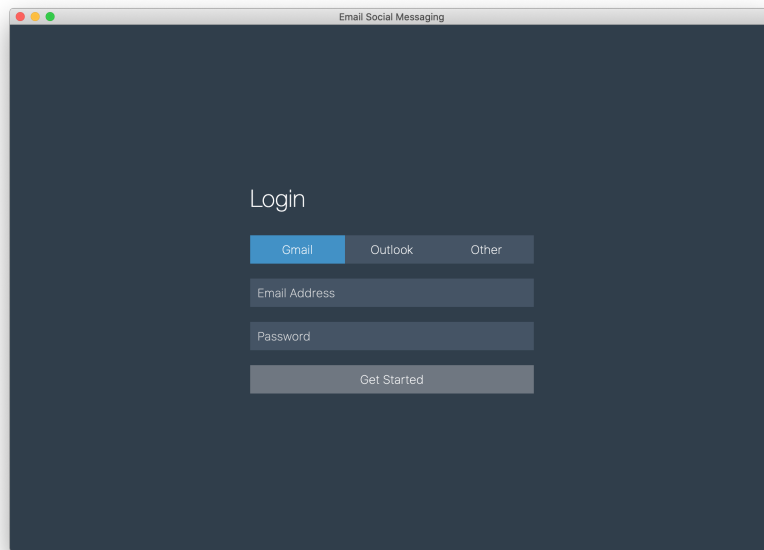 Email Social Messaging
Login
Gmail Outlook Other
Email Address
Password
Get Started